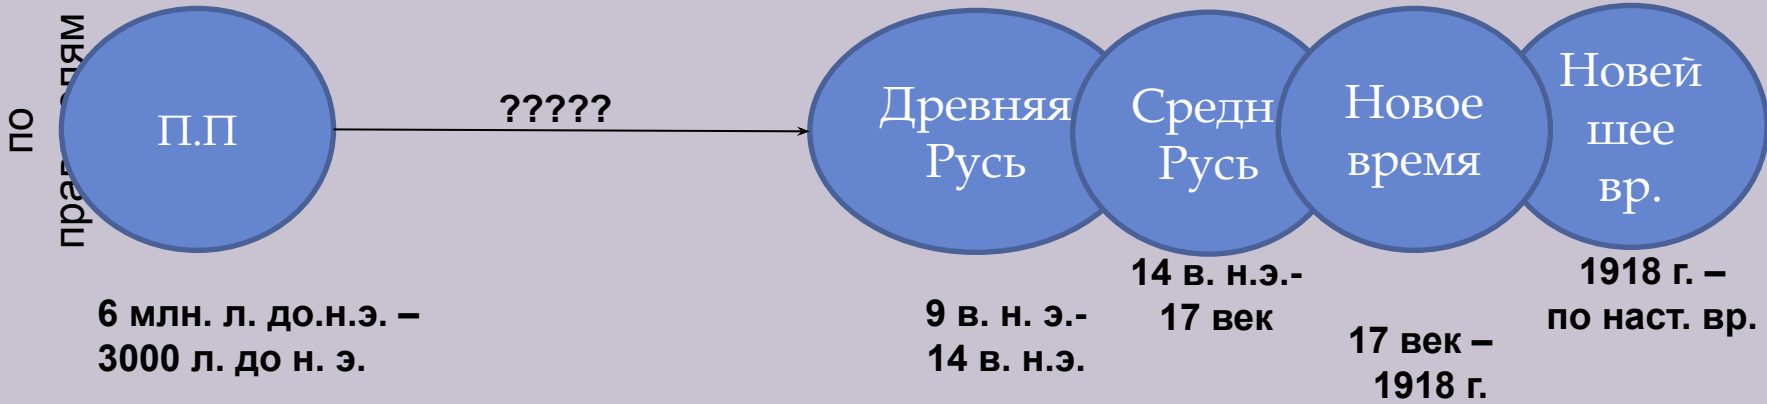 по
П.П
?????
Древняя
Русь
Средн
Русь
Новое
время
Новей
шее
вр.
6 млн. л. до.н.э. –
3000 л. до н. э.
9 в. н. э.-
14 в. н.э.
14 в. н.э.-
17 век
17 век –
1918 г.
1918 г. –
по наст. вр.